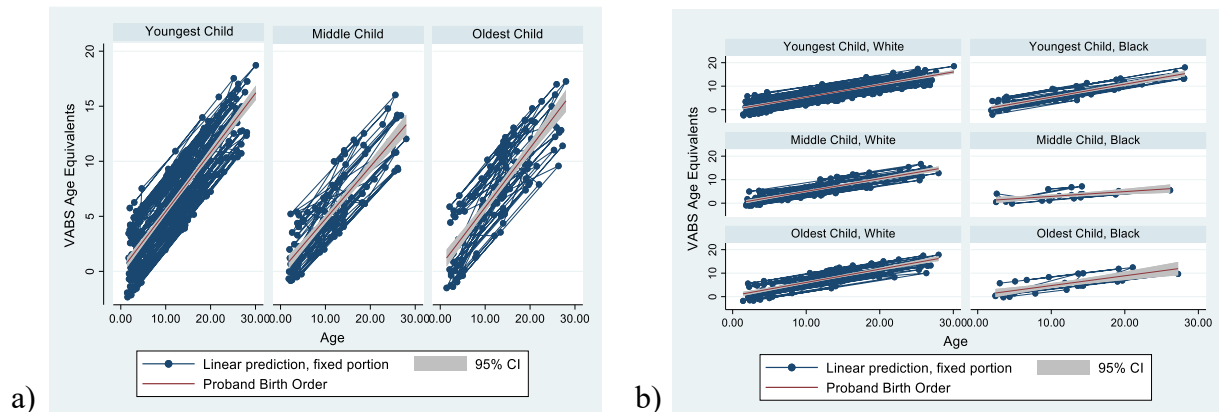 Youngest Child Middle Child Oldest Child
VABS Age Equivalents
20
15
10
5
0
0.00 10.00 20.00 30.00 0.00 10.00 20.00 30.00 0.00 10.00 20.00 30.00
Age
Linear prediction, fixed portion 95% CI
Proband Birth Order
a)
Youngest Child, White Youngest Child, Black
20
10
0
Middle Child, White Middle Child, Black
VABS Age Equivalents
20
10
0
Oldest Child, White Oldest Child, Black
20
10
0
0.00 10.00 20.00 30.00 0.00 10.00 20.00 30.00
Age
Linear prediction, fixed portion 95% CI
Proband Birth Order
b)